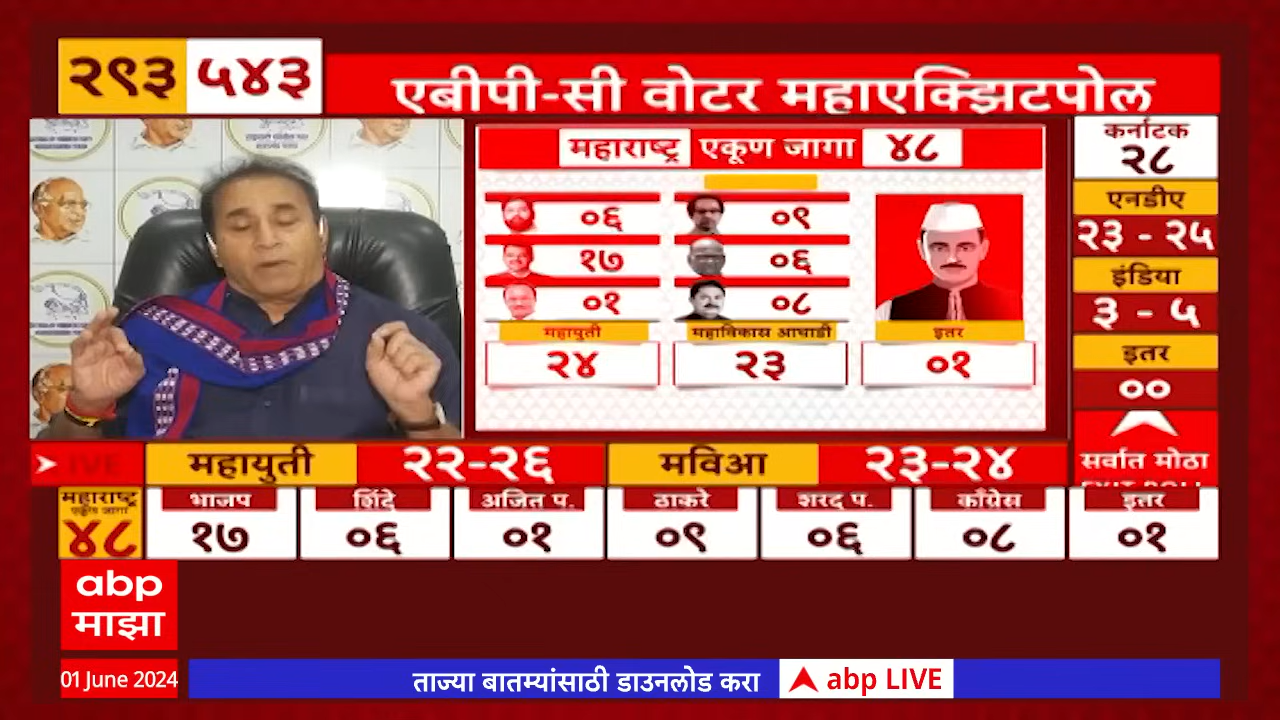 २९३ ५४३
एबीपी-सी वोटर महाएक्झिटपोल
महाराष्ट्र एकूण जागा ४८
०६ ०९
१७ ०६
०१ ०८
महायुती महाविकास आघाडी इतर
२४ २३ ०१
कर्नाटक
२८
एनडीए
२३ - २५
इंडिया
३ - ५
इतर
००
सर्वात मोठा
EXIT POLL
महायुती २२-२६ मविआ २३-२४
महाराष्ट्र
एकूण जागा
४८
भाजप शिंदे अजित प. ठाकरे शरद प. काँग्रेस इतर
१७ ०६ ०१ ०९ ०६ ०८ ०१
abp
माझा
01 June 2024
ताज्या बातम्यांसाठी डाउनलोड करा abp LIVE